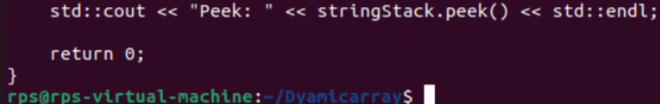 std::cout << "Peek: " << stringStack.peek() << std::endl;
return 0;
}
rps@rps-virtual-machine:~/Dyamicarray$